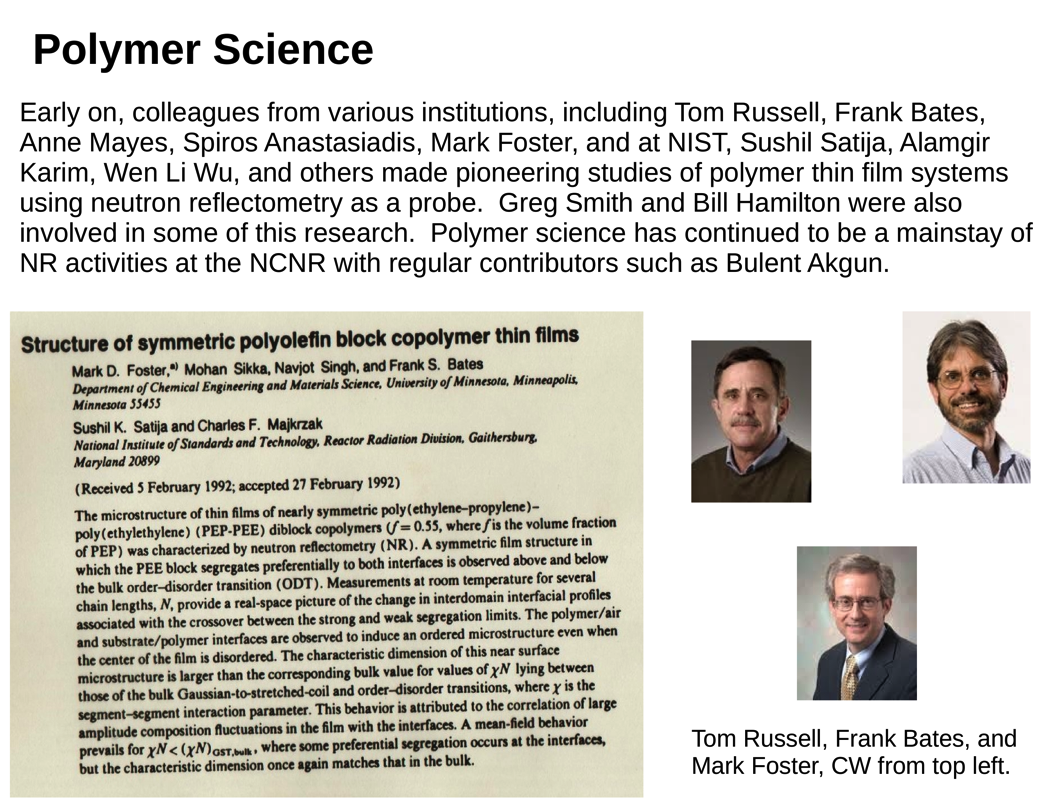 Polymer Science
Early on, colleagues from various institutions, including Tom Russell, Frank Bates,
Anne Mayes, Spiros Anastasiadis, Mark Foster, and at NIST, Sushil Satija, Alamgir
Karim, Wen Li Wu, and others made pioneering studies of polymer thin film systems
using neutron reflectometry as a probe.  Greg Smith and Bill Hamilton were also
involved in some of this research.  Polymer science has continued to be a mainstay of
NR activities at the NCNR with regular contributors such as Bulent Akgun.
Structure of symmetric polyolefin block copolymer thin films
Mark D. Foster,ᵃ⁾ Mohan Sikka, Navjot Singh, and Frank S. Bates
Department of Chemical Engineering and Materials Science, University of Minnesota, Minneapolis,
Minnesota 55455
Sushil K. Satija and Charles F. Majkrzak
National Institute of Standards and Technology, Reactor Radiation Division, Gaithersburg,
Maryland 20899
(Received 5 February 1992; accepted 27 February 1992)
The microstructure of thin films of nearly symmetric poly(ethylene–propylene)–
poly(ethylethylene) (PEP-PEE) diblock copolymers (f = 0.55, where f is the volume fraction
of PEP) was characterized by neutron reflectometry (NR). A symmetric film structure in
which the PEE block segregates preferentially to both interfaces is observed above and below
the bulk order–disorder transition (ODT). Measurements at room temperature for several
chain lengths, N, provide a real-space picture of the change in interdomain interfacial profiles
associated with the crossover between the strong and weak segregation limits. The polymer/air
and substrate/polymer interfaces are observed to induce an ordered microstructure even when
the center of the film is disordered. The characteristic dimension of this near surface
microstructure is larger than the corresponding bulk value for values of χN lying between
those of the bulk Gaussian-to-stretched-coil and order–disorder transitions, where χ is the
segment–segment interaction parameter. This behavior is attributed to the correlation of large
amplitude composition fluctuations in the film with the interfaces. A mean-field behavior
prevails for χN < (χN)GST,bulk, where some preferential segregation occurs at the interfaces,
but the characteristic dimension once again matches that in the bulk.
Tom Russell, Frank Bates, and
Mark Foster, CW from top left.